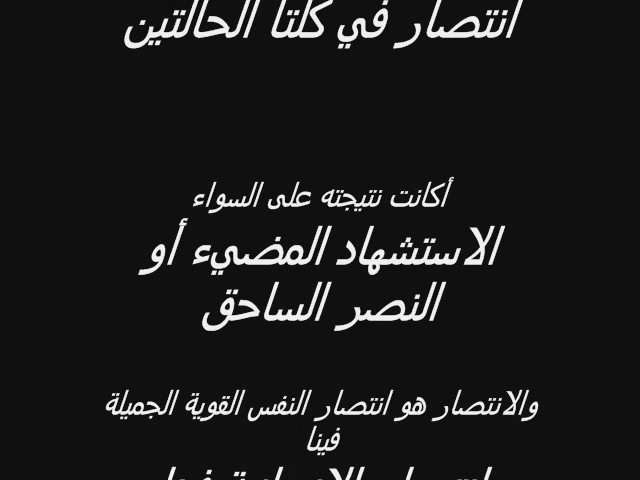 انتصار في كلتا الحالتين
أكانت نتيجته على السواء
الاستشهاد المضيء أو
النصر الساحق
والانتصار هو انتصار النفس القوية الجميلة
فينا